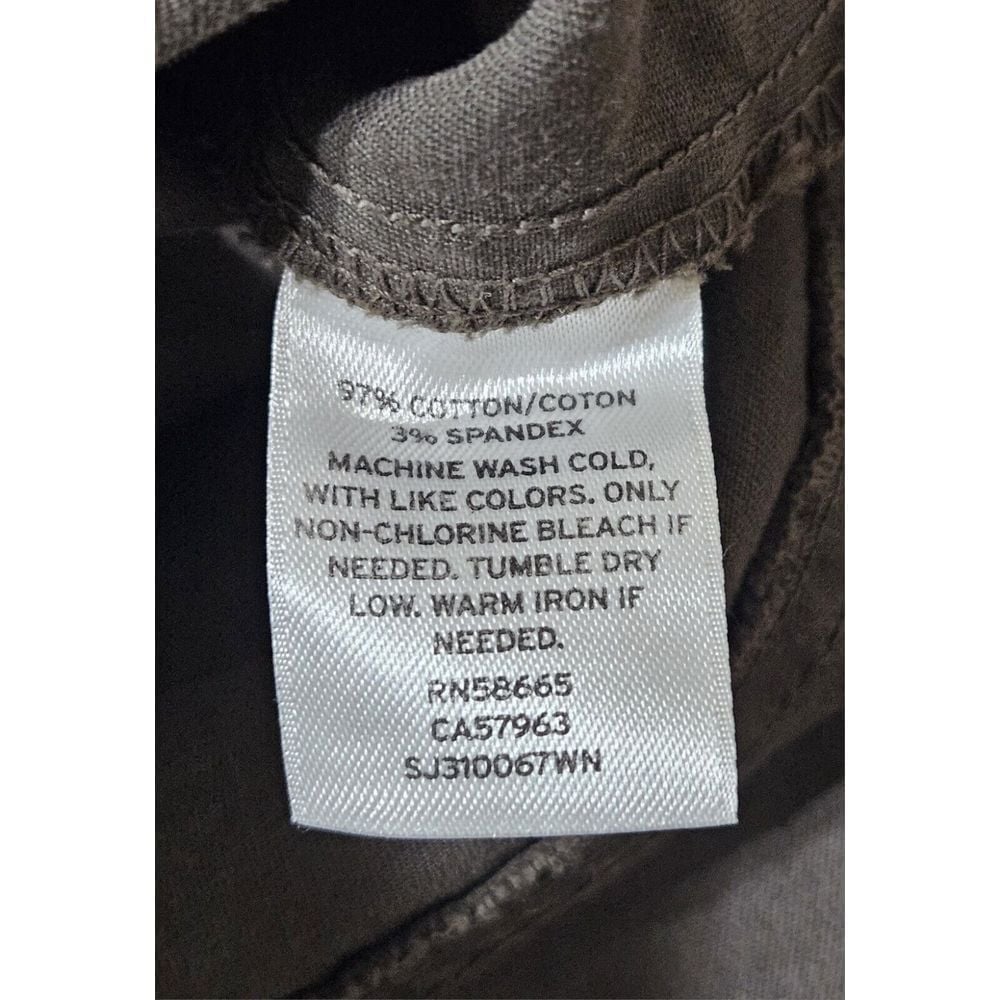 97% COTTON/COTON
3% SPANDEX
MACHINE WASH COLD,
WITH LIKE COLORS. ONLY
NON-CHLORINE BLEACH IF
NEEDED. TUMBLE DRY
LOW. WARM IRON IF
NEEDED.
RN58665
CA57963
SJ310067WN